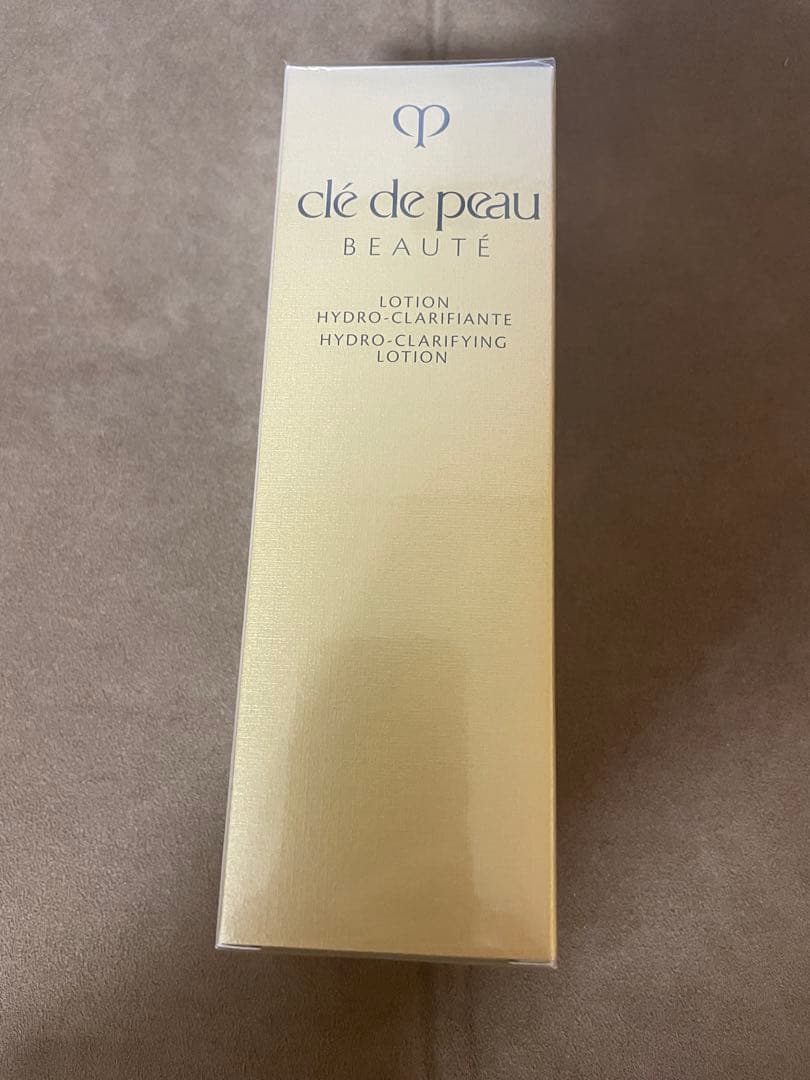 clé de peau
BEAUTÉ
LOTION
HYDRO-CLARIFIANTE
HYDRO-CLARIFYING
LOTION